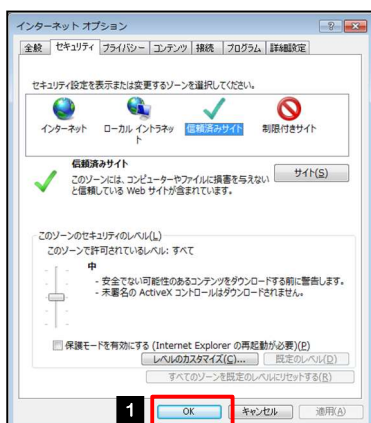 インターネット オプション
全般 セキュリティ プライバシー コンテンツ 接続 プログラム 詳細設定
セキュリティ設定を表示または変更するゾーンを選択してください。
インターネット ローカル イントラネット 信頼済みサイト 制限付きサイト
信頼済みサイト
このゾーンには、コンピューターやファイルに損害を与えない
と信頼している Web サイトが含まれています。
サイト(S)
このゾーンのセキュリティのレベル(L)
このゾーンで許可されているレベル: すべて
中
- 安全でない可能性のあるコンテンツをダウンロードする前に警告します。
- 未署名の ActiveX コントロールはダウンロードされません。
保護モードを有効にする (Internet Explorer の再起動が必要)(P)
レベルのカスタマイズ(C)... 既定のレベル(D)
すべてのゾーンを既定のレベルにリセットする(R)
1 OK キャンセル 適用(A)